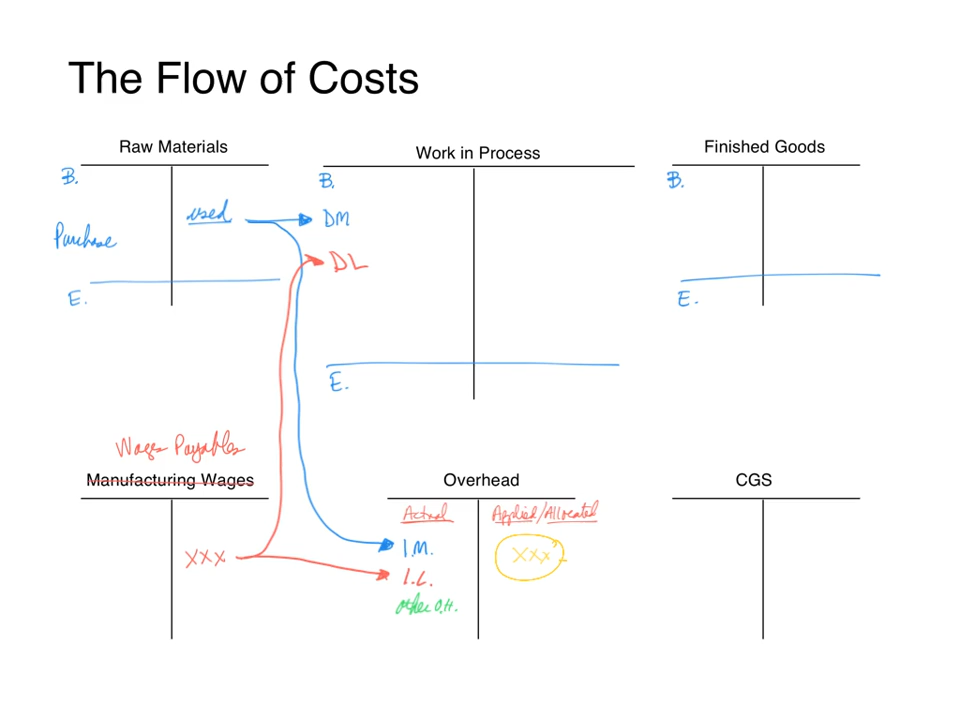 The Flow of Costs
Raw Materials
Work in Process
Finished Goods
B.
B.
B.
used
DM
Purchase
DL
E.
E.
E.
Wages Payables
Manufacturing Wages
Overhead
CGS
Actual
Applied/Allocated
XXX
I.M.
XXX
I.L.
other O.H.